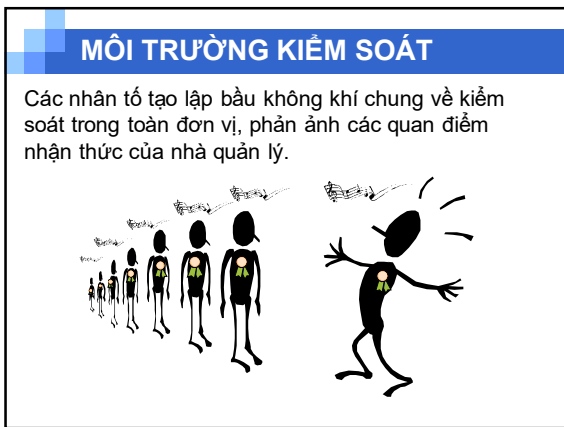 MÔI TRƯỜNG KIỂM SOÁT
Các nhân tố tạo lập bầu không khí chung về kiểm
soát trong toàn đơn vị, phản ảnh các quan điểm
nhận thức của nhà quản lý.